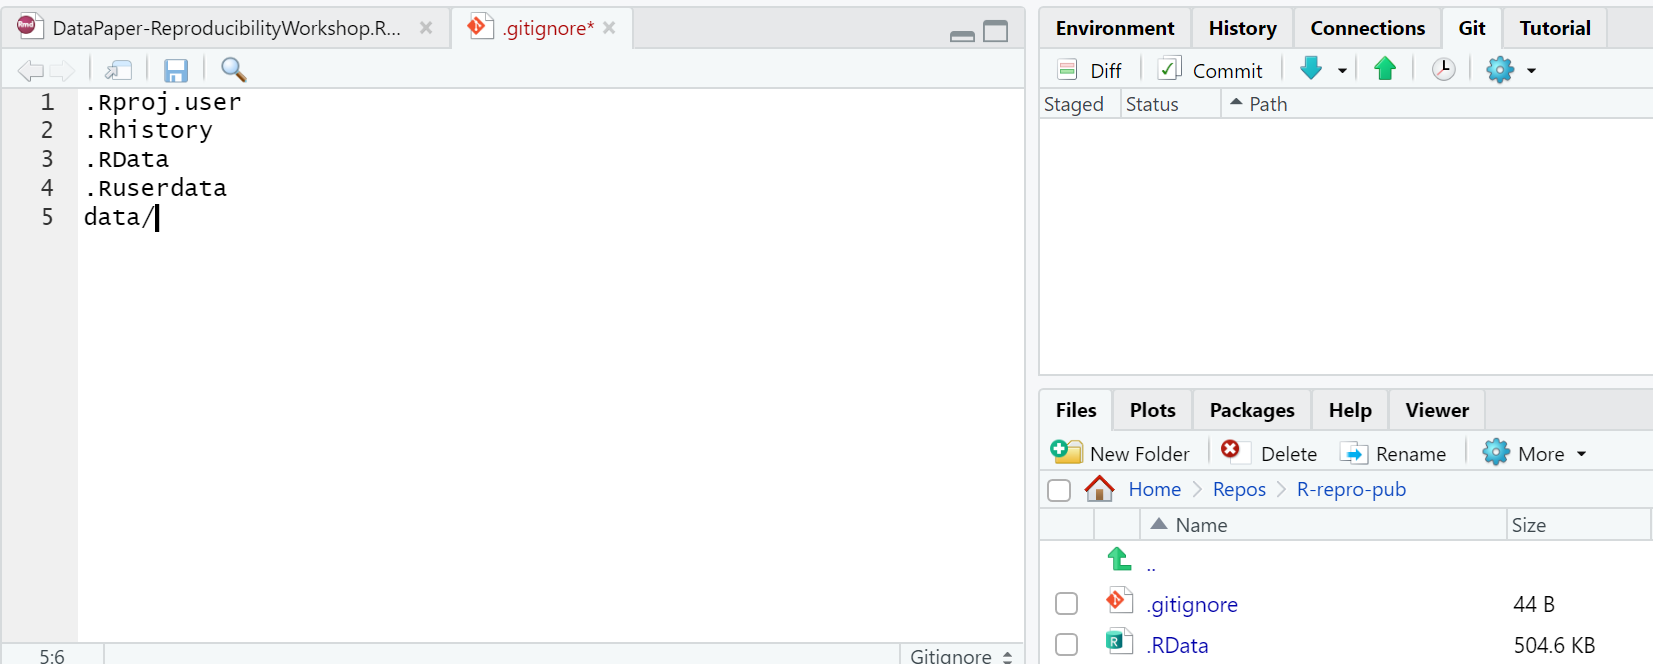 DataPaper-ReproducibilityWorkshop.R...
.gitignore*
1 .Rproj.user
2 .Rhistory
3 .RData
4 .Ruserdata
5 data/
5:6
Gitignore
Environment History Connections Git Tutorial
Diff Commit
Staged Status Path
Files Plots Packages Help Viewer
New Folder Delete Rename More
Home Repos R-repro-pub
Name Size
..
.gitignore 44 B
.RData 504.6 KB